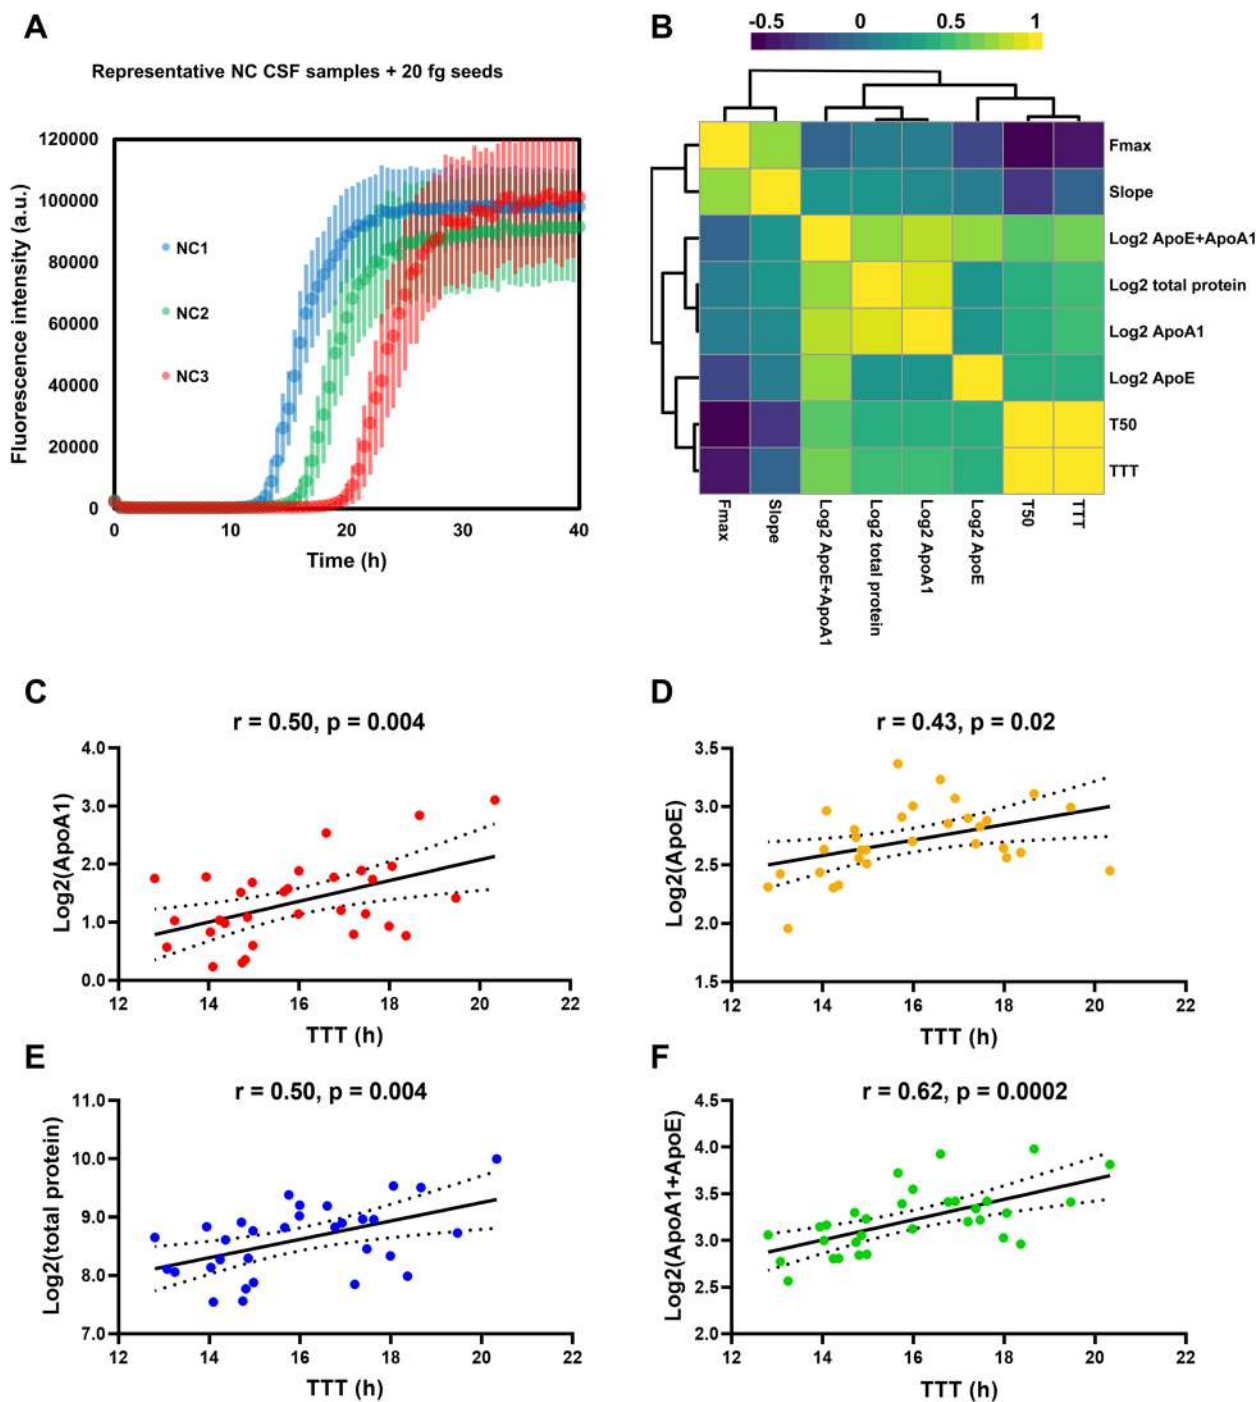 A
Representative NC CSF samples + 20 fg seeds
Fluorescence intensity (a.u.)
120000
100000
80000
60000
40000
20000
0
NC1
NC2
NC3
0 10 20 30 40
Time (h)
B
-0.5 0 0.5 1
Fmax
Slope
Log2 ApoE+ApoA1
Log2 total protein
Log2 ApoA1
Log2 ApoE
T50
TTT
Fmax
Slope
Log2 ApoE+
ApoA1
Log2 total
protein
Log2 ApoA1
Log2 ApoE
T50
TTT
C
r = 0.50, p = 0.004
Log2(ApoA1)
4.0
3.0
2.0
1.0
0.0
12 14 16 18 20 22
TTT (h)
D
r = 0.43, p = 0.02
Log2(ApoE)
3.5
3.0
2.5
2.0
1.5
12 14 16 18 20 22
TTT (h)
E
r = 0.50, p = 0.004
Log2(total protein)
11.0
10.0
9.0
8.0
7.0
12 14 16 18 20 22
TTT (h)
F
r = 0.62, p = 0.0002
Log2(ApoA1+ApoE)
4.5
4.0
3.5
3.0
2.5
2.0
12 14 16 18 20 22
TTT (h)